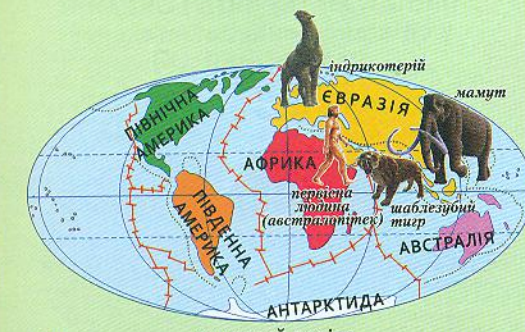 індрикотерій
мамут
ЄВРАЗІЯ
ПІВНІЧНА
АМЕРИКА
АФРИКА
первісна
людина
(австралопітек)
шаблезубий
тигр
ПІВДЕННА
АМЕРИКА
АВСТРАЛІЯ
АНТАРКТИДА